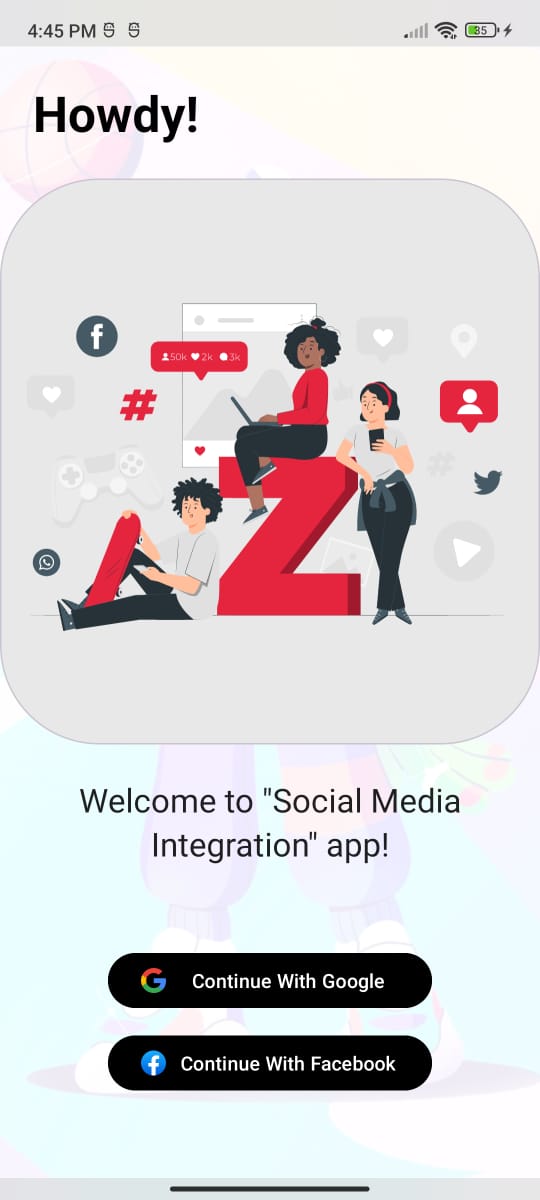 4:45 PM
35
Howdy!
50k 2k 3k
#
Z
#
Welcome to "Social Media
Integration" app!
Continue With Google
Continue With Facebook